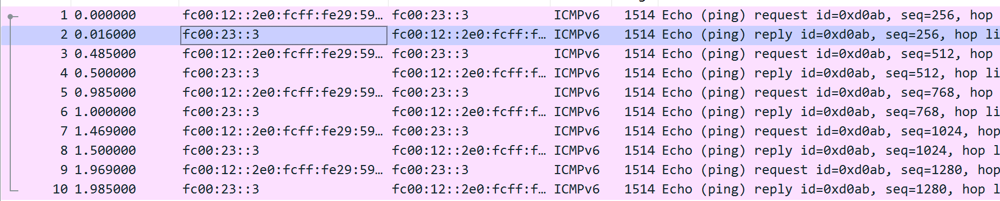 1 0.000000 fc00:12::2e0:fcff:fe29:59… fc00:23::3 ICMPv6 1514 Echo (ping) request id=0xd0ab, seq=256, hop
2 0.016000 fc00:23::3 fc00:12::2e0:fcff:f… ICMPv6 1514 Echo (ping) reply id=0xd0ab, seq=256, hop li
3 0.485000 fc00:12::2e0:fcff:fe29:59… fc00:23::3 ICMPv6 1514 Echo (ping) request id=0xd0ab, seq=512, hop
4 0.500000 fc00:23::3 fc00:12::2e0:fcff:f… ICMPv6 1514 Echo (ping) reply id=0xd0ab, seq=512, hop li
5 0.985000 fc00:12::2e0:fcff:fe29:59… fc00:23::3 ICMPv6 1514 Echo (ping) request id=0xd0ab, seq=768, hop
6 1.000000 fc00:23::3 fc00:12::2e0:fcff:f… ICMPv6 1514 Echo (ping) reply id=0xd0ab, seq=768, hop li
7 1.469000 fc00:12::2e0:fcff:fe29:59… fc00:23::3 ICMPv6 1514 Echo (ping) request id=0xd0ab, seq=1024, hop
8 1.500000 fc00:23::3 fc00:12::2e0:fcff:f… ICMPv6 1514 Echo (ping) reply id=0xd0ab, seq=1024, hop l
9 1.969000 fc00:12::2e0:fcff:fe29:59… fc00:23::3 ICMPv6 1514 Echo (ping) request id=0xd0ab, seq=1280, hop
10 1.985000 fc00:23::3 fc00:12::2e0:fcff:f… ICMPv6 1514 Echo (ping) reply id=0xd0ab, seq=1280, hop l